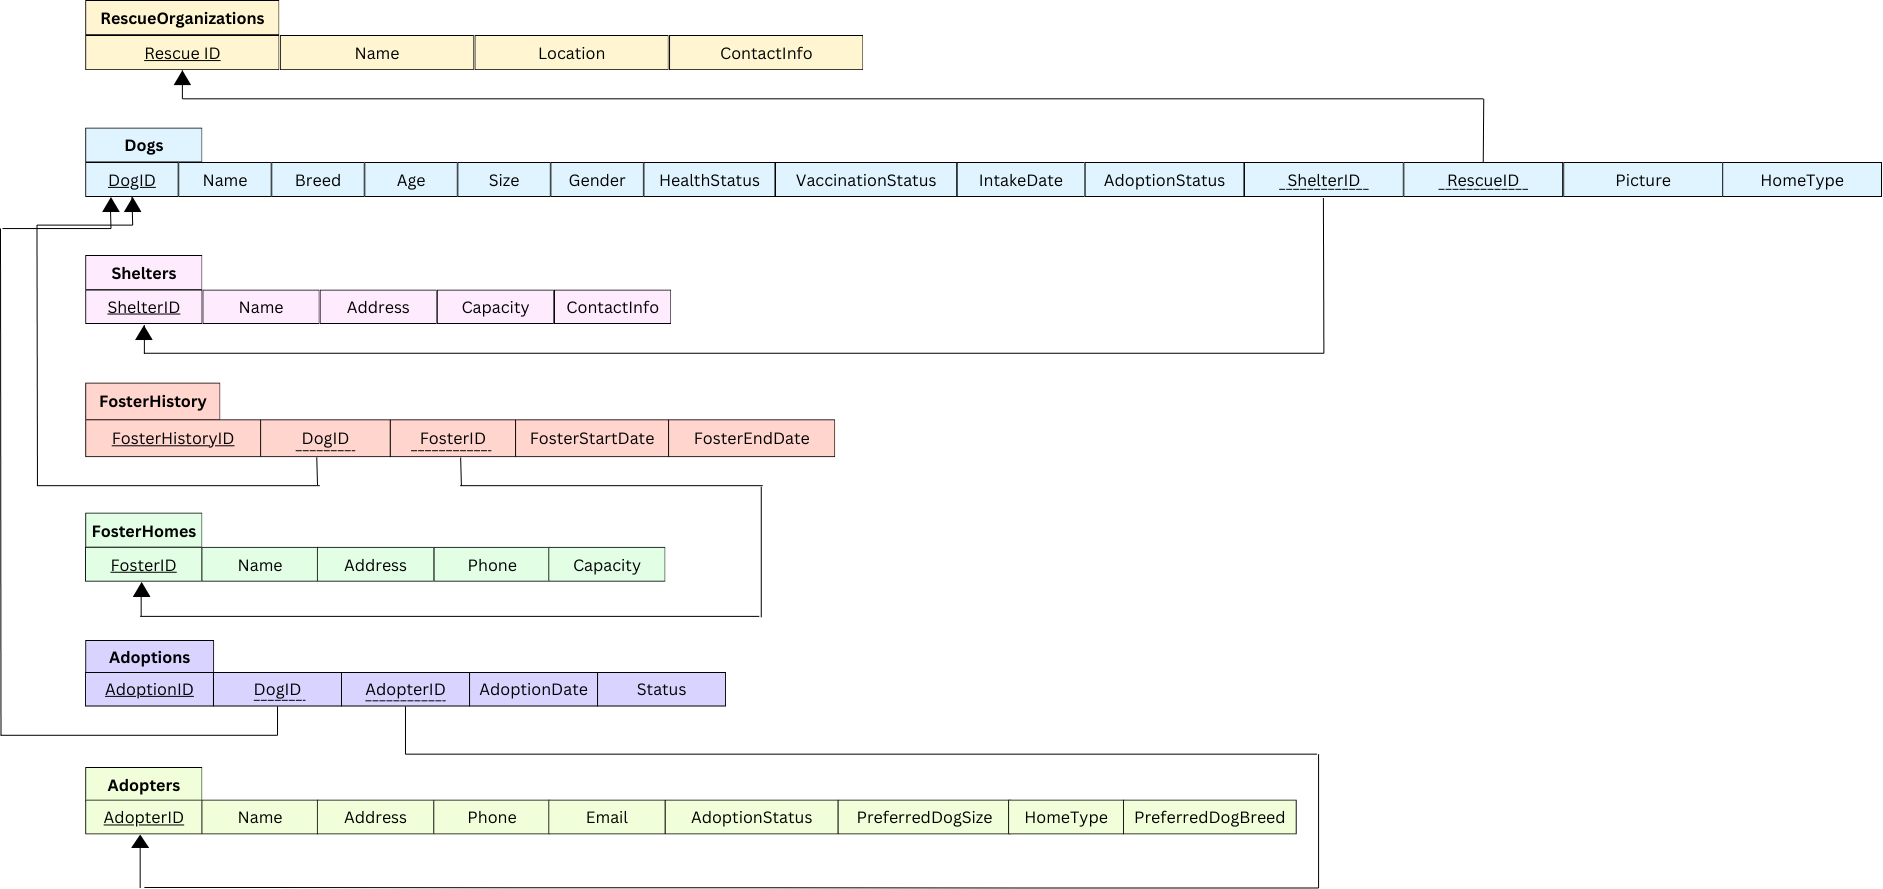 RescueOrganizations
Rescue ID Name Location ContactInfo
Dogs
DogID Name Breed Age Size Gender HealthStatus VaccinationStatus IntakeDate AdoptionStatus ShelterID RescueID Picture HomeType
Shelters
ShelterID Name Address Capacity ContactInfo
FosterHistory
FosterHistoryID DogID FosterID FosterStartDate FosterEndDate
FosterHomes
FosterID Name Address Phone Capacity
Adoptions
AdoptionID DogID AdopterID AdoptionDate Status
Adopters
AdopterID Name Address Phone Email AdoptionStatus PreferredDogSize HomeType PreferredDogBreed